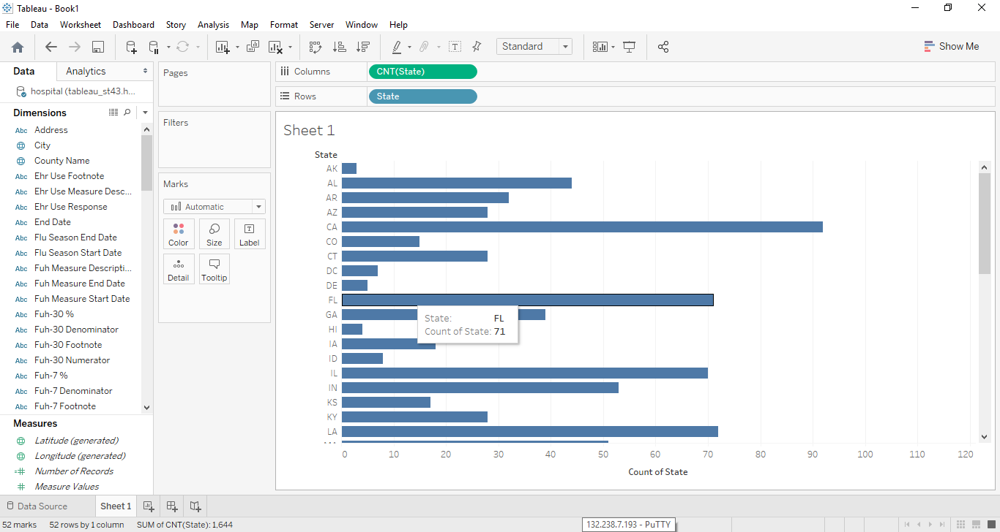 Tableau - Book1
File Data Worksheet Dashboard Story Analysis Map Format Server Window Help
Standard
Show Me
Data
Analytics
hospital (tableau_st43.h...
Dimensions
Abc Address
City
County Name
Abc Ehr Use Footnote
Abc Ehr Use Measure Desc...
Abc Ehr Use Response
Abc End Date
Abc Flu Season End Date
Abc Flu Season Start Date
Abc Fuh Measure Descripti...
Abc Fuh Measure End Date
Abc Fuh Measure Start Date
Abc Fuh-30 %
Abc Fuh-30 Denominator
Abc Fuh-30 Footnote
Abc Fuh-30 Numerator
Abc Fuh-7 %
Abc Fuh-7 Denominator
Abc Fuh-7 Footnote
Measures
Latitude (generated)
Longitude (generated)
=# Number of Records
# Measure Values
Pages
Filters
Marks
Automatic
Color
Size
T
Label
Detail
Tooltip
Columns
CNT(State)
Rows
State
Sheet 1
State
AK
AL
AR
AZ
CA
CO
CT
DC
DE
FL
GA
HI
IA
ID
IL
IN
KS
KY
LA
State: FL
Count of State: 71
0 10 20 30 40 50 60 70 80 90 100 110 120
Count of State
Data Source
Sheet 1
52 marks
52 rows by 1 column
SUM of CNT(State): 1,644
132.238.7.193 - PuTTY